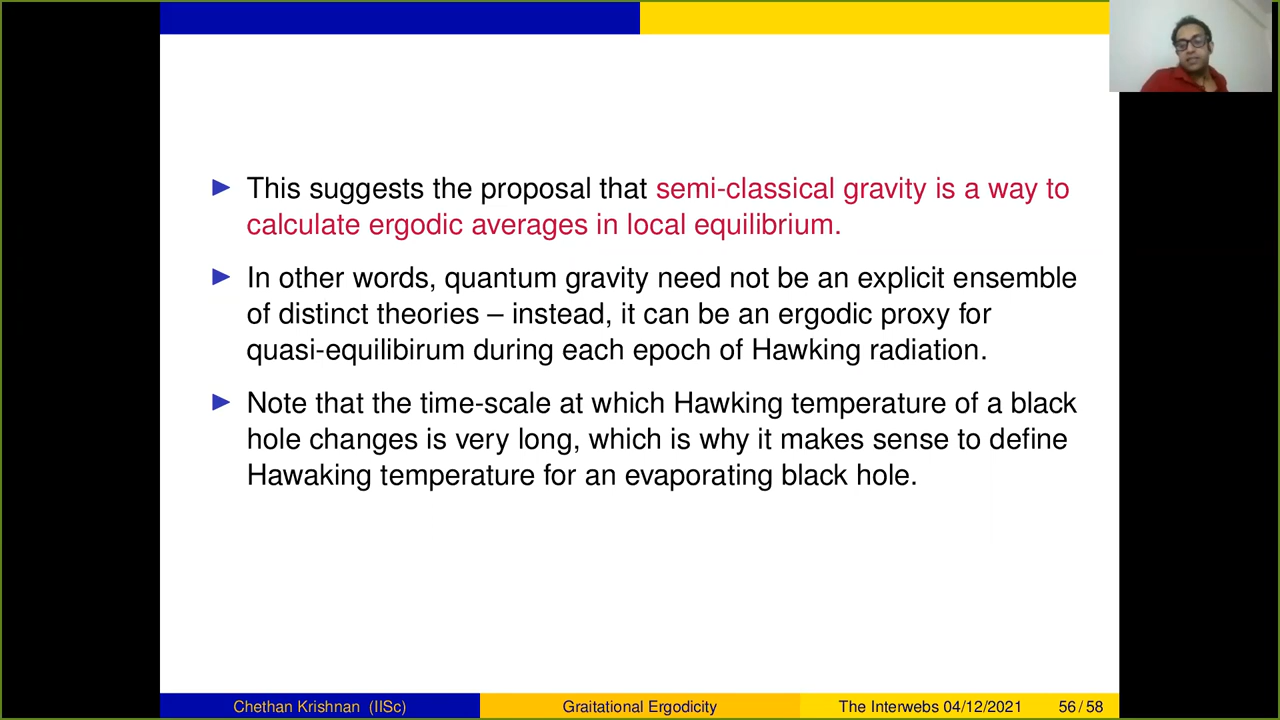 This suggests the proposal that semi-classical gravity is a way to
calculate ergodic averages in local equilibrium.
In other words, quantum gravity need not be an explicit ensemble
of distinct theories – instead, it can be an ergodic proxy for
quasi-equilibirum during each epoch of Hawking radiation.
Note that the time-scale at which Hawking temperature of a black
hole changes is very long, which is why it makes sense to define
Hawaking temperature for an evaporating black hole.
Chethan Krishnan (IISc) Graitational Ergodicity The Interwebs 04/12/2021 56 / 58